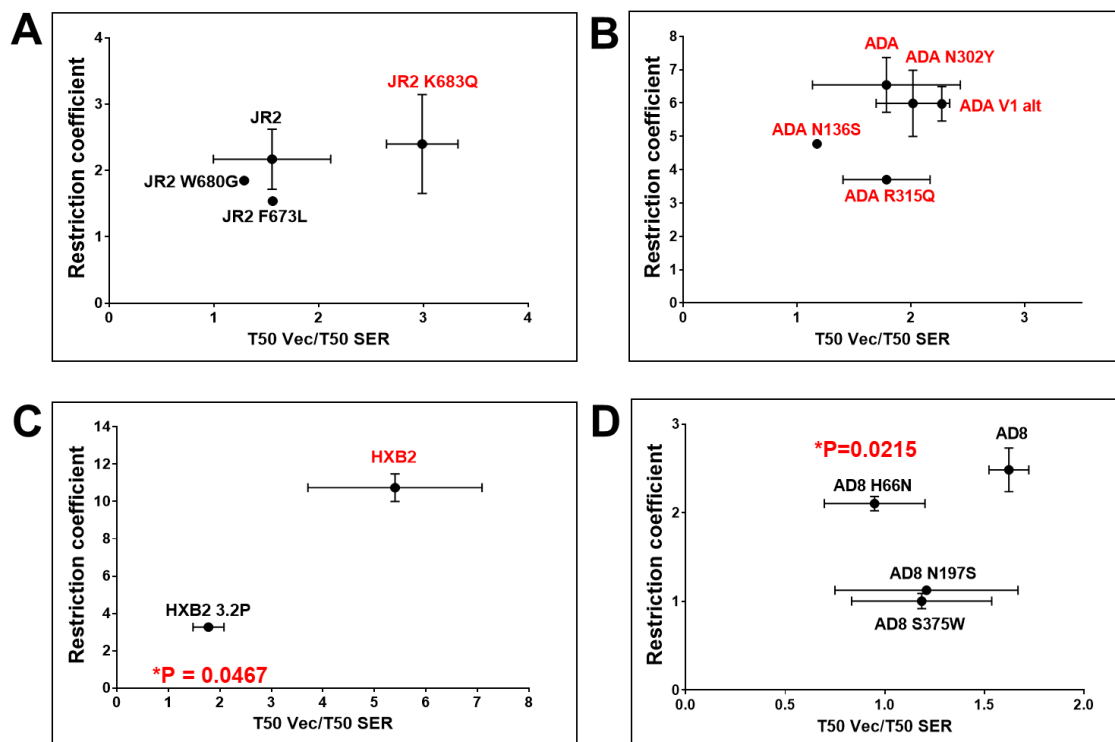 A
Restriction coefficient
4
3
2
1
0
JR2 K683Q
JR2
JR2 W680G
JR2 F673L
0 1 2 3 4
T50 Vec/T50 SER
B
Restriction coefficient
8
7
6
5
4
3
2
1
0
ADA
ADA N302Y
ADA V1 alt
ADA N136S
ADA R315Q
0 1 2 3
T50 Vec/T50 SER
C
Restriction coefficient
14
12
10
8
6
4
2
0
HXB2
HXB2 3.2P
*P = 0.0467
0 1 2 3 4 5 6 7 8
T50 Vec/T50 SER
D
Restriction coefficient
3
2
1
0
*P=0.0215
AD8
AD8 H66N
AD8 N197S
AD8 S375W
0.0 0.5 1.0 1.5 2.0
T50 Vec/T50 SER